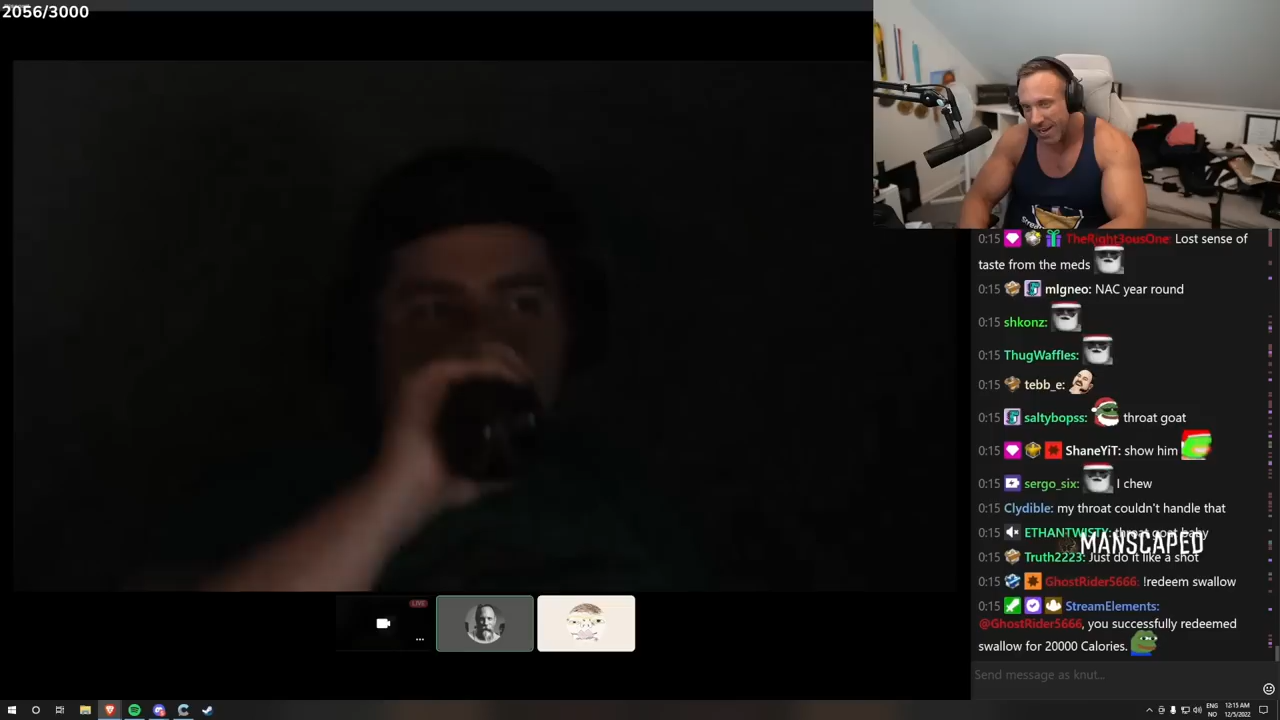 2056/3000
0:15 TheRight3ousOne: Lost sense of
taste from the meds
0:15 mlgneo: NAC year round
0:15 shkonz:
0:15 ThugWaffles:
0:15 tebb_e:
0:15 saltybopss: throat goat
0:15 ShaneYiT: show him
0:15 sergo_six: I chew
Clydible: my throat couldn't handle that
0:15 ETHANTWISTY: throat goat baby
MANSCAPED
0:15 Truth2223: Just do it like a shot
0:15 GhostRider5666: !redeem swallow
0:15 StreamElements:
@GhostRider5666, you successfully redeemed
swallow for 20000 Calories.
LIVE
Send message as knut...
ENG
NO
12:15 AM
12/5/2022